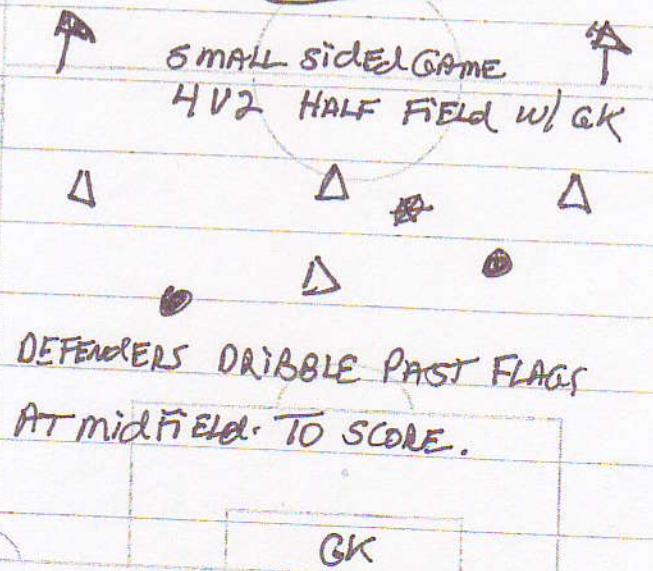 SMALL SIDED GAME
4V2 HALF FIELD W/ GK
DEFENDERS DRIBBLE PAST FLAGS
AT MIDFIELD. TO SCORE.
GK